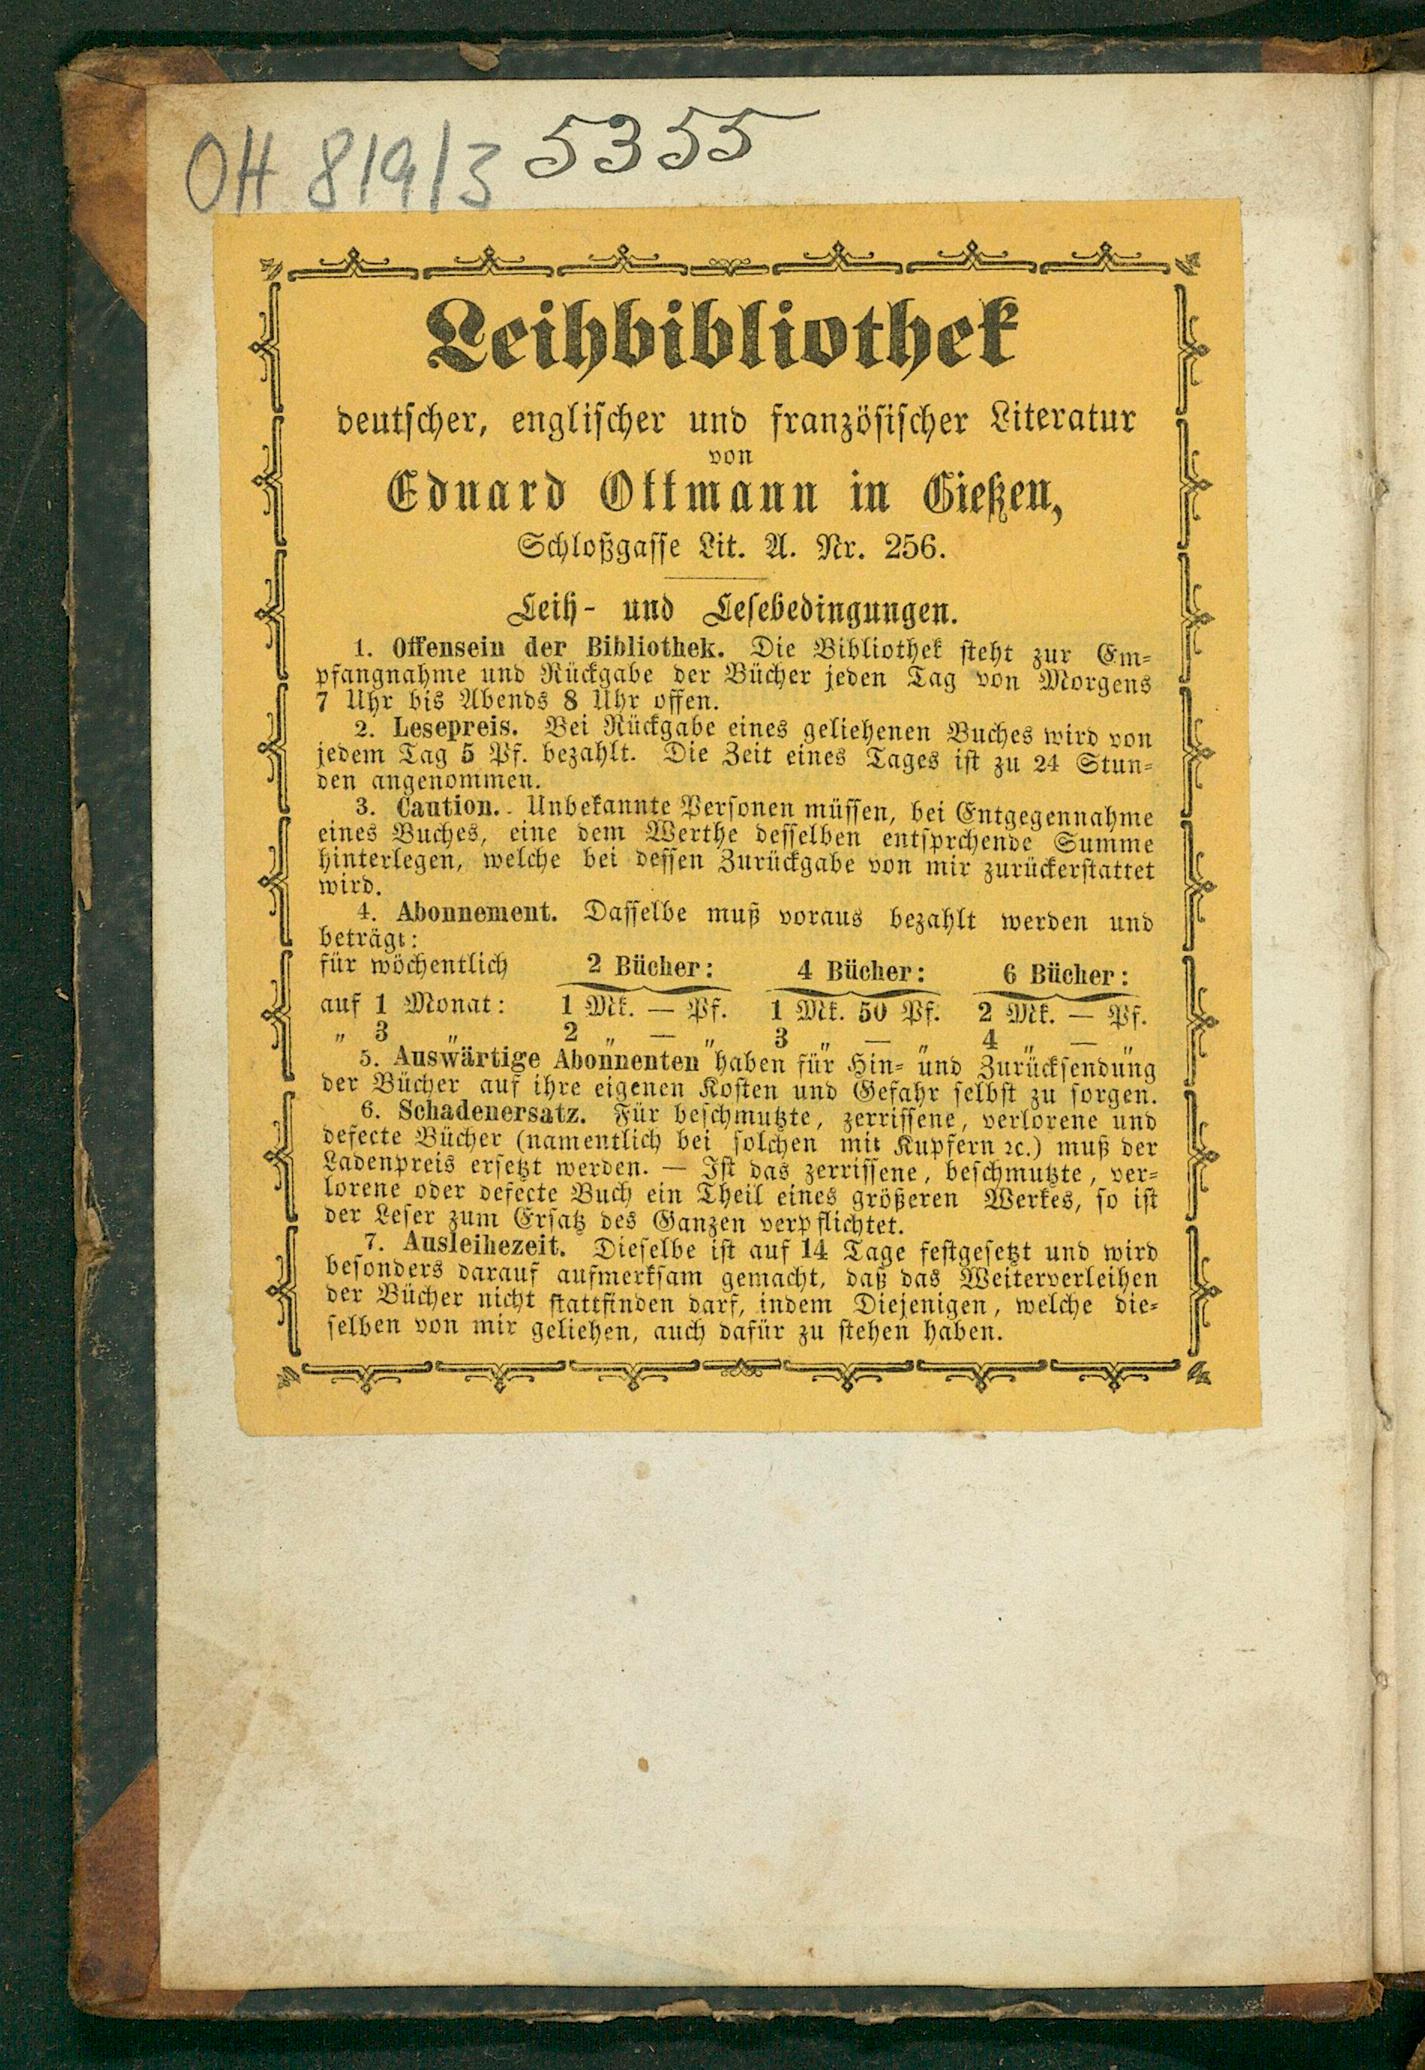 OH 819/3 5355
Leihbibliothek
deutscher, englischer und französischer Literatur
von
Eduard Ottmann in Gießen,
Schloßgasse Lit. A. Nr. 256.
Leih- und Lesebedingungen.
1. Offensein der Bibliothek. Die Bibliothek steht zur Em-
pfangnahme und Rückgabe der Bücher jeden Tag von Morgens
7 Uhr bis Abends 8 Uhr offen.
2. Lesepreis. Bei Rückgabe eines geliehenen Buches wird von
jedem Tag 5 Pf. bezahlt. Die Zeit eines Tages ist zu 24 Stun-
den angenommen.
3. Caution. Unbekannte Personen müssen, bei Entgegennahme
eines Buches, eine dem Werthe desselben entsprchende Summe
hinterlegen, welche bei dessen Zurückgabe von mir zurückerstattet
wird.
4. Abonnement. Dasselbe muß voraus bezahlt werden und
beträgt:
für wöchentlich 2 Bücher: 4 Bücher: 6 Bücher:
auf 1 Monat: 1 Mk. — Pf. 1 Mk. 50 Pf. 2 Mk. — Pf.
„ 3 „ 2 „ — „ 3 „ — „ 4 „ — „
5. Auswärtige Abonnenten haben für Hin- und Zurücksendung
der Bücher auf ihre eigenen Kosten und Gefahr selbst zu sorgen.
6. Schadenersatz. Für beschmutzte, zerrissene, verlorene und
defecte Bücher (namentlich bei solchen mit Kupfern ꝛc.) muß der
Ladenpreis ersetzt werden. — Ist das zerrissene, beschmutzte, ver-
lorene oder defecte Buch ein Theil eines größeren Werkes, so ist
der Leser zum Ersatz des Ganzen verpflichtet.
7. Ausleihezeit. Dieselbe ist auf 14 Tage festgesetzt und wird
besonders darauf aufmerksam gemacht, daß das Weiterverleihen
der Bücher nicht stattfinden darf, indem Diejenigen, welche die-
selben von mir geliehen, auch dafür zu stehen haben.